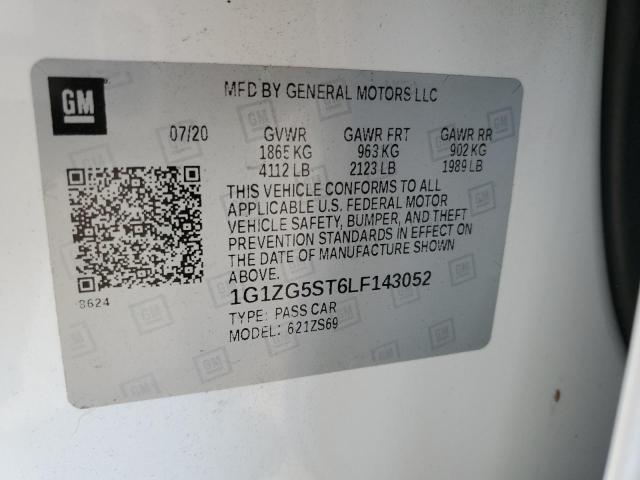 GM
MFD BY GENERAL MOTORS LLC
07/20 GVWR GAWR FRT GAWR RR
1865 KG 963 KG 902 KG
4112 LB 2123 LB 1989 LB
THIS VEHICLE CONFORMS TO ALL
APPLICABLE U.S. FEDERAL MOTOR
VEHICLE SAFETY, BUMPER, AND THEFT
PREVENTION STANDARDS IN EFFECT ON
THE DATE OF MANUFACTURE SHOWN
ABOVE.
8624
1G1ZG5ST6LF143052
TYPE: PASS CAR
MODEL: 621ZS69